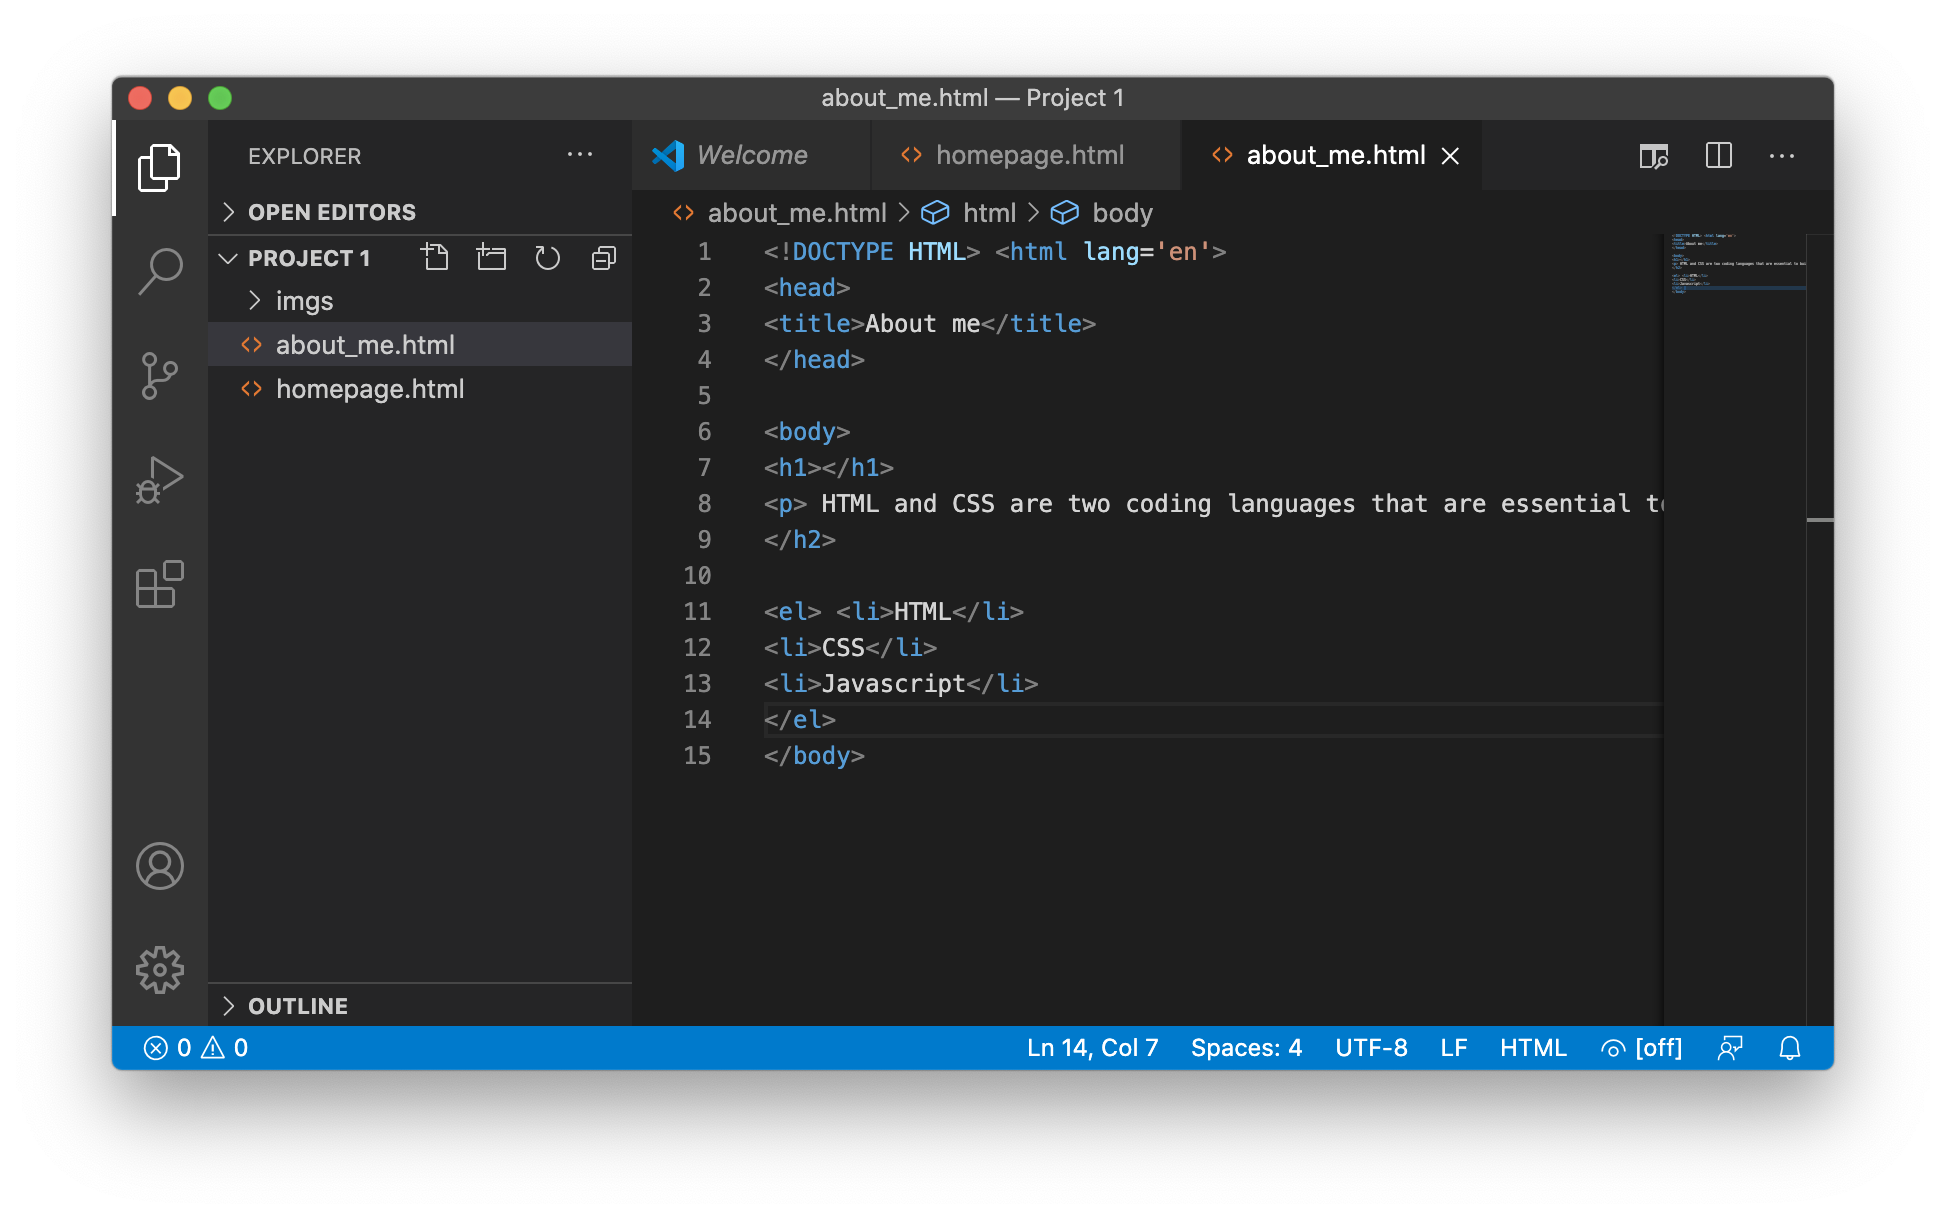 about_me.html — Project 1
EXPLORER
OPEN EDITORS
PROJECT 1
imgs
about_me.html
homepage.html
OUTLINE
Welcome
homepage.html
about_me.html
about_me.html > html > body
1 <!DOCTYPE HTML> <html lang='en'>
2 <head>
3 <title>About me</title>
4 </head>
5
6 <body>
7 <h1></h1>
8 <p> HTML and CSS are two coding languages that are essential to
9 </h2>
10
11 <el> <li>HTML</li>
12 <li>CSS</li>
13 <li>Javascript</li>
14 </el>
15 </body>
0 0
Ln 14, Col 7 Spaces: 4 UTF-8 LF HTML [off]